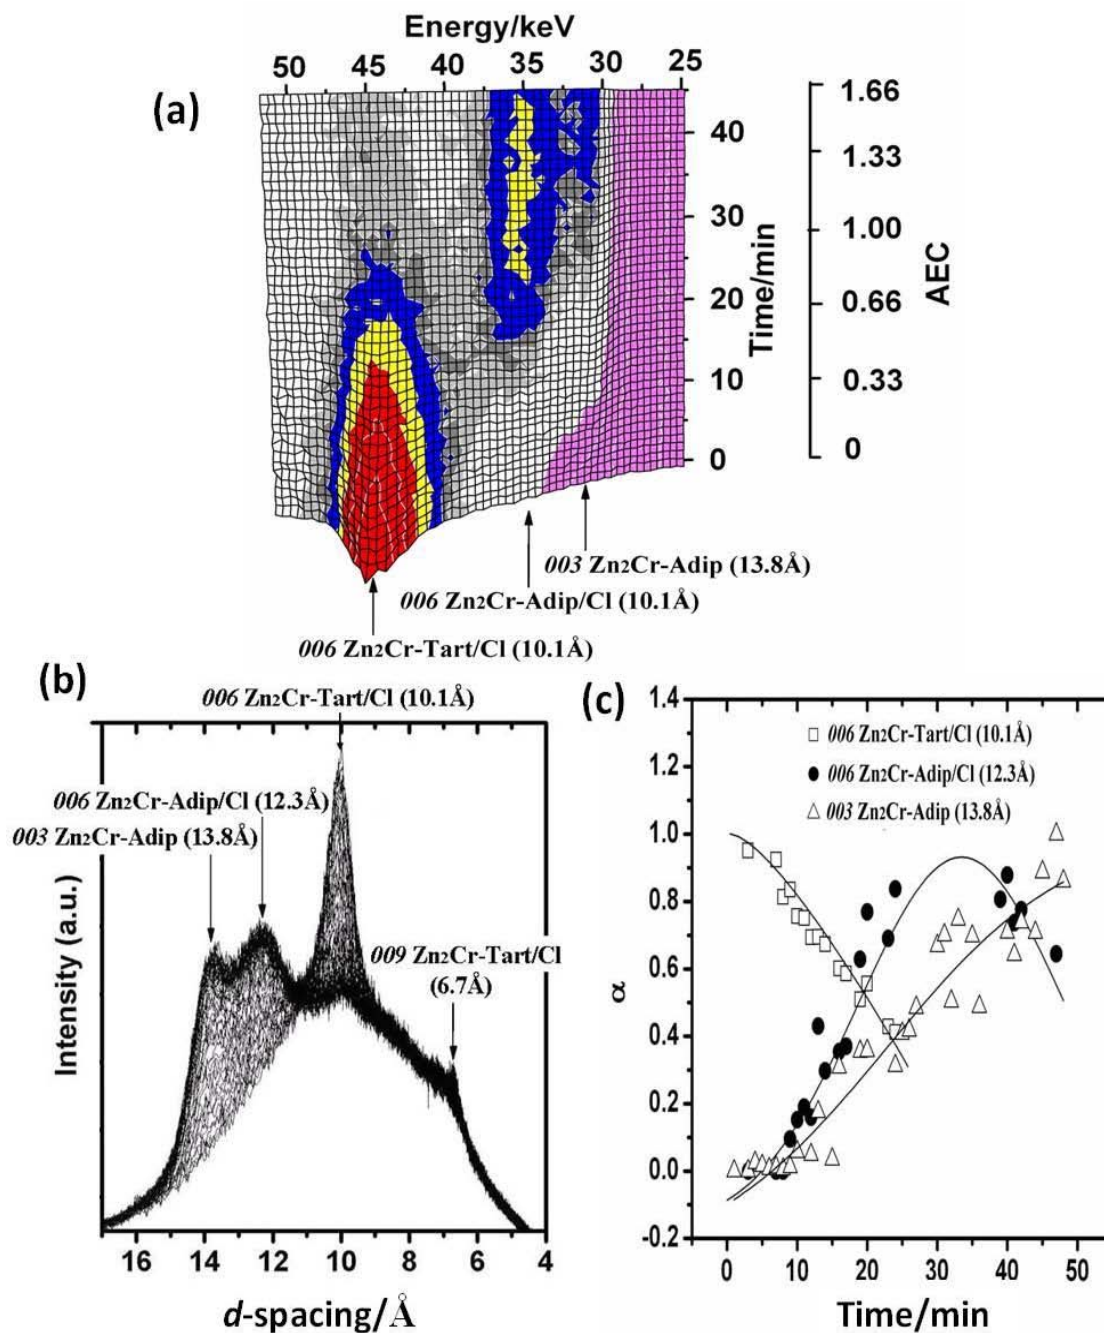 Energy/keV
50 45 40 35 30 25
(a)
40
30
20
10
0
Time/min
1.66
1.33
1.00
0.66
0.33
0
AEC
003 Zn2Cr-Adip (13.8Å)
006 Zn2Cr-Adip/Cl (10.1Å)
006 Zn2Cr-Tart/Cl (10.1Å)
(b)
006 Zn2Cr-Tart/Cl (10.1Å)
006 Zn2Cr-Adip/Cl (12.3Å)
003 Zn2Cr-Adip (13.8Å)
009 Zn2Cr-Tart/Cl
(6.7Å)
Intensity (a.u.)
16 14 12 10 8 6 4
d-spacing/Å
(c)
1.4
1.2
1.0
0.8
0.6
0.4
0.2
0.0
-0.2
α
006 Zn2Cr-Tart/Cl (10.1Å)
006 Zn2Cr-Adip/Cl (12.3Å)
003 Zn2Cr-Adip (13.8Å)
0 10 20 30 40 50
Time/min